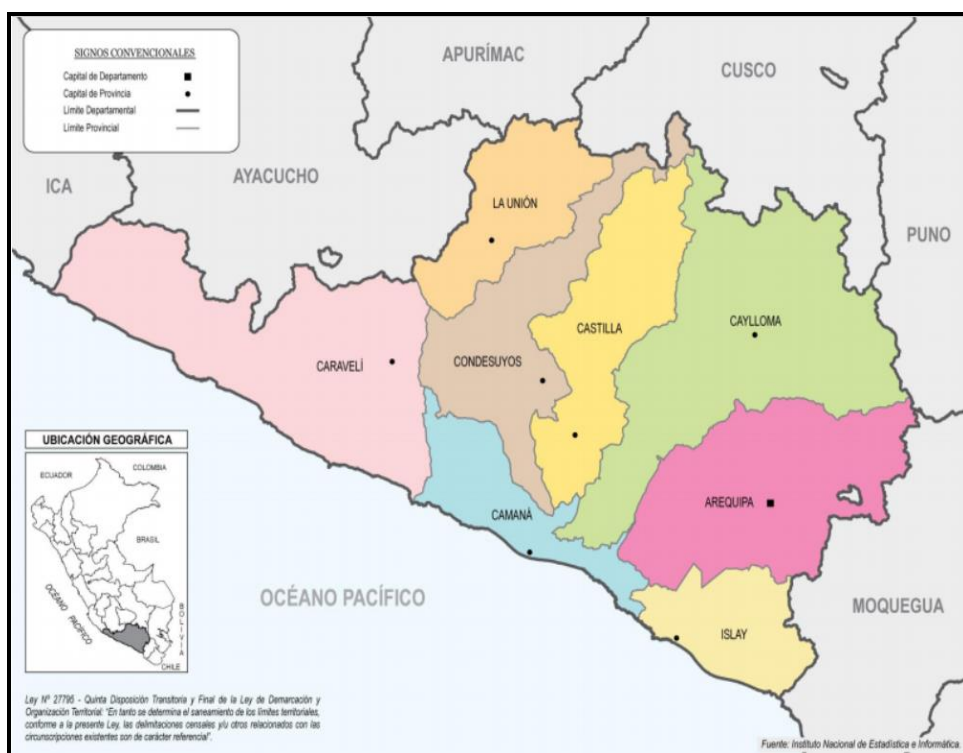 SIGNOS CONVENCIONALES
Capital de Departamento
Capital de Provincia
Límite Departamental
Límite Provincial
APURÍMAC
CUSCO
ICA
AYACUCHO
LA UNIÓN
PUNO
CASTILLA
CAYLLOMA
CARAVELÍ
CONDESUYOS
UBICACIÓN GEOGRÁFICA
ECUADOR
COLOMBIA
BRASIL
OCÉANO PACÍFICO
BOLIVIA
CHILE
AREQUIPA
CAMANÁ
OCÉANO PACÍFICO
MOQUEGUA
ISLAY
Ley Nº 27795 - Quinta Disposición Transitoria y Final de la Ley de Demarcación y
Organización Territorial: "En tanto se determina el saneamiento de los límites territoriales,
conforme a la presente Ley, las delimitaciones censales y/u otros relacionados con las
circunscripciones existentes son de carácter referencial".
Fuente: Instituto Nacional de Estadística e Informática.